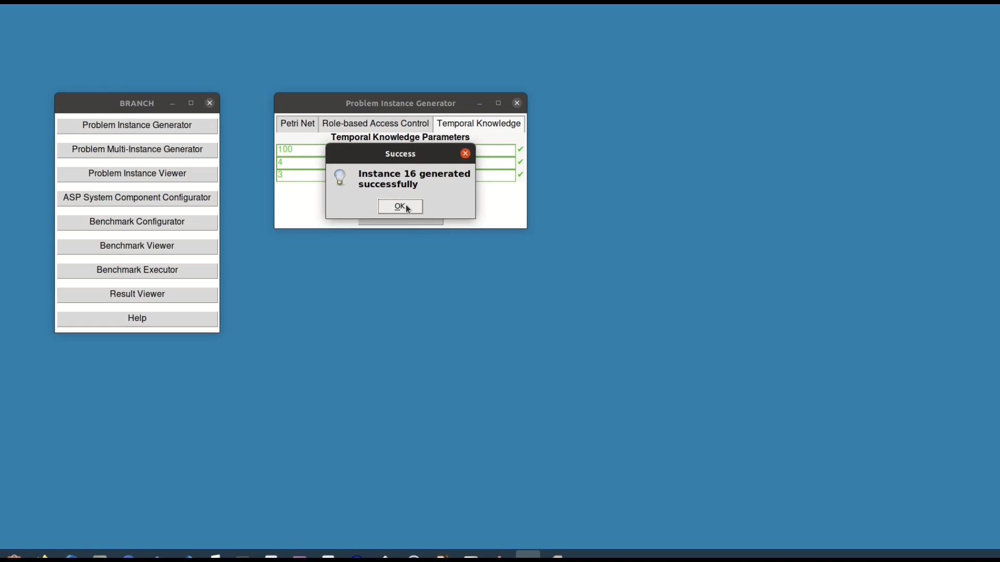 BRANCH
Problem Instance Generator
Problem Multi-Instance Generator
Problem Instance Viewer
ASP System Component Configurator
Benchmark Configurator
Benchmark Viewer
Benchmark Executor
Result Viewer
Help
Problem Instance Generator
Petri Net Role-based Access Control Temporal Knowledge
Temporal Knowledge Parameters
100 ✔
4 ✔
3 ✔
Success
Instance 16 generated
successfully
OK